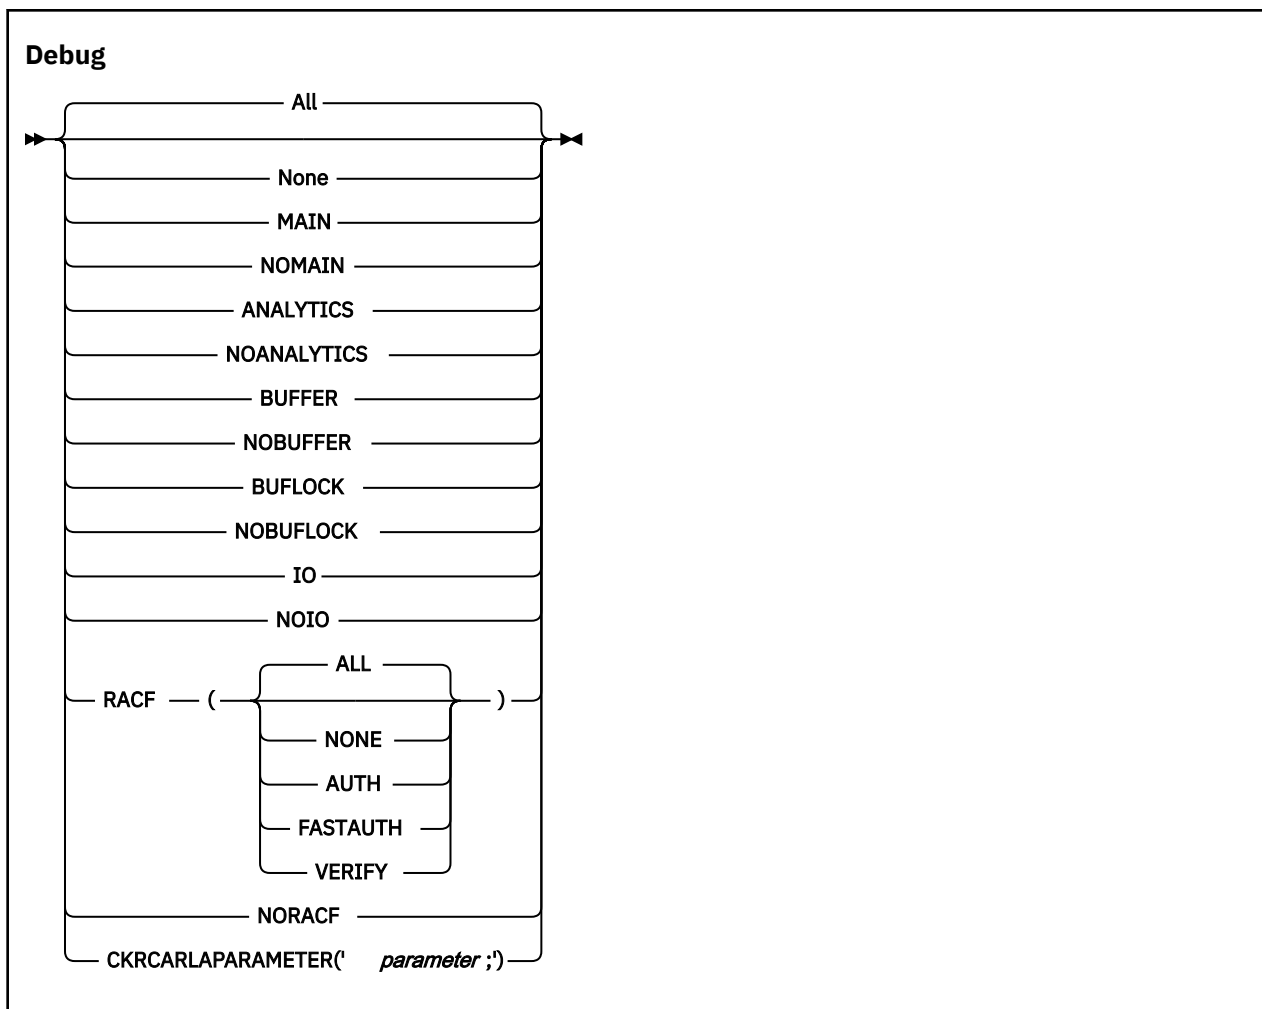 Debug
All
None
MAIN
NOMAIN
ANALYTICS
NOANALYTICS
BUFFER
NOBUFFER
BUFLOCK
NOBUFLOCK
IO
NOIO
ALL
RACF ( )
NONE
AUTH
FASTAUTH
VERIFY
NORACF
CKRCARLAPARAMETER(' parameter ;')